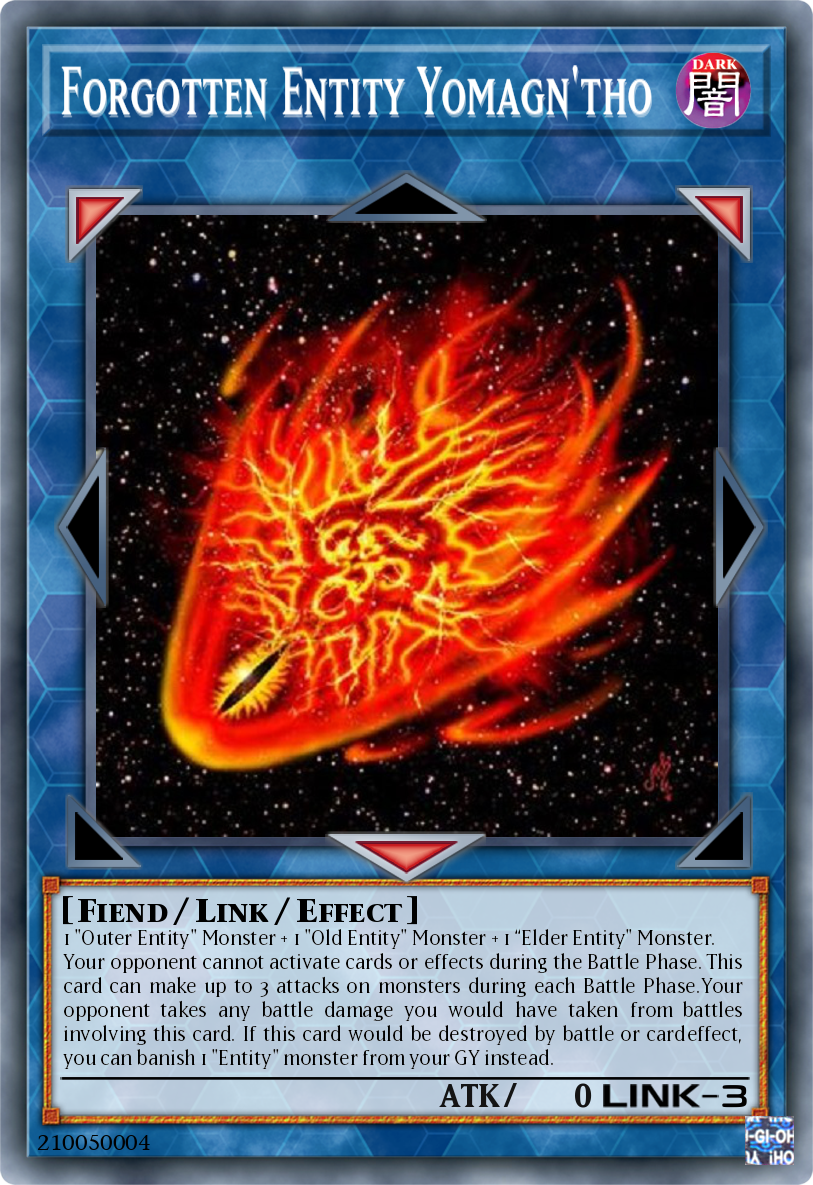 Forgotten Entity Yomagn'tho
DARK
闇
[ Fiend / Link / Effect ]
1 "Outer Entity" Monster + 1 "Old Entity" Monster + 1 “Elder Entity" Monster.
Your opponent cannot activate cards or effects during the Battle Phase. This
card can make up to 3 attacks on monsters during each Battle Phase.Your
opponent takes any battle damage you would have taken from battles
involving this card. If this card would be destroyed by battle or cardeffect,
you can banish 1 "Entity" monster from your GY instead.
ATK/ 0 LINK-3
210050004